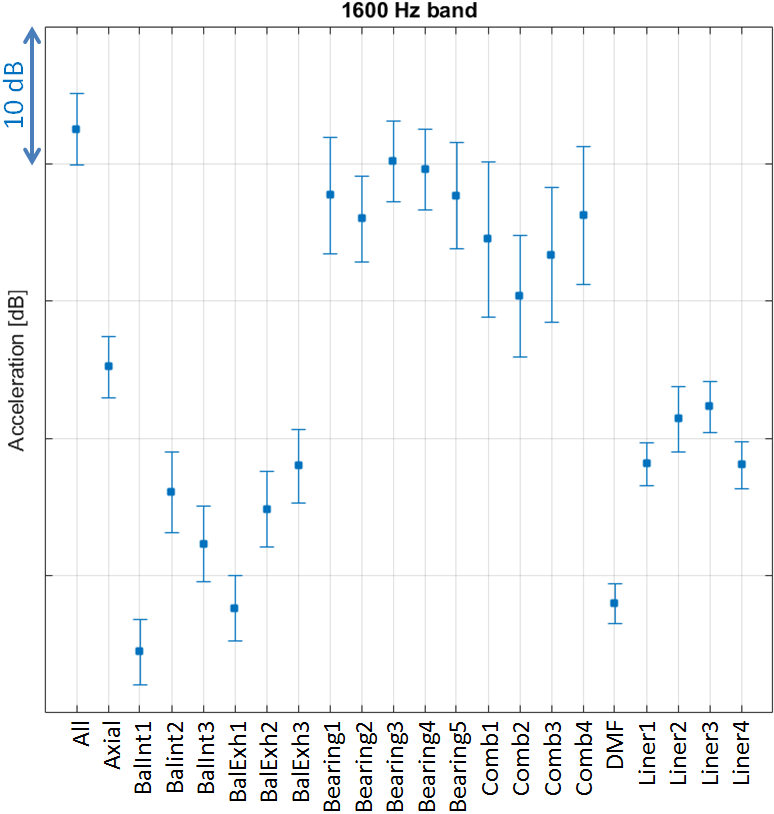 1600 Hz band
10 dB
Acceleration [dB]
All
Axial
BalInt1
Balint2
BalInt3
BalExh1
BalExh2
BalExh3
Bearing1
Bearing2
Bearing3
Bearing4
Bearing5
Comb1
Comb2
Comb3
Comb4
DMF
Liner1
Liner2
Liner3
Liner4